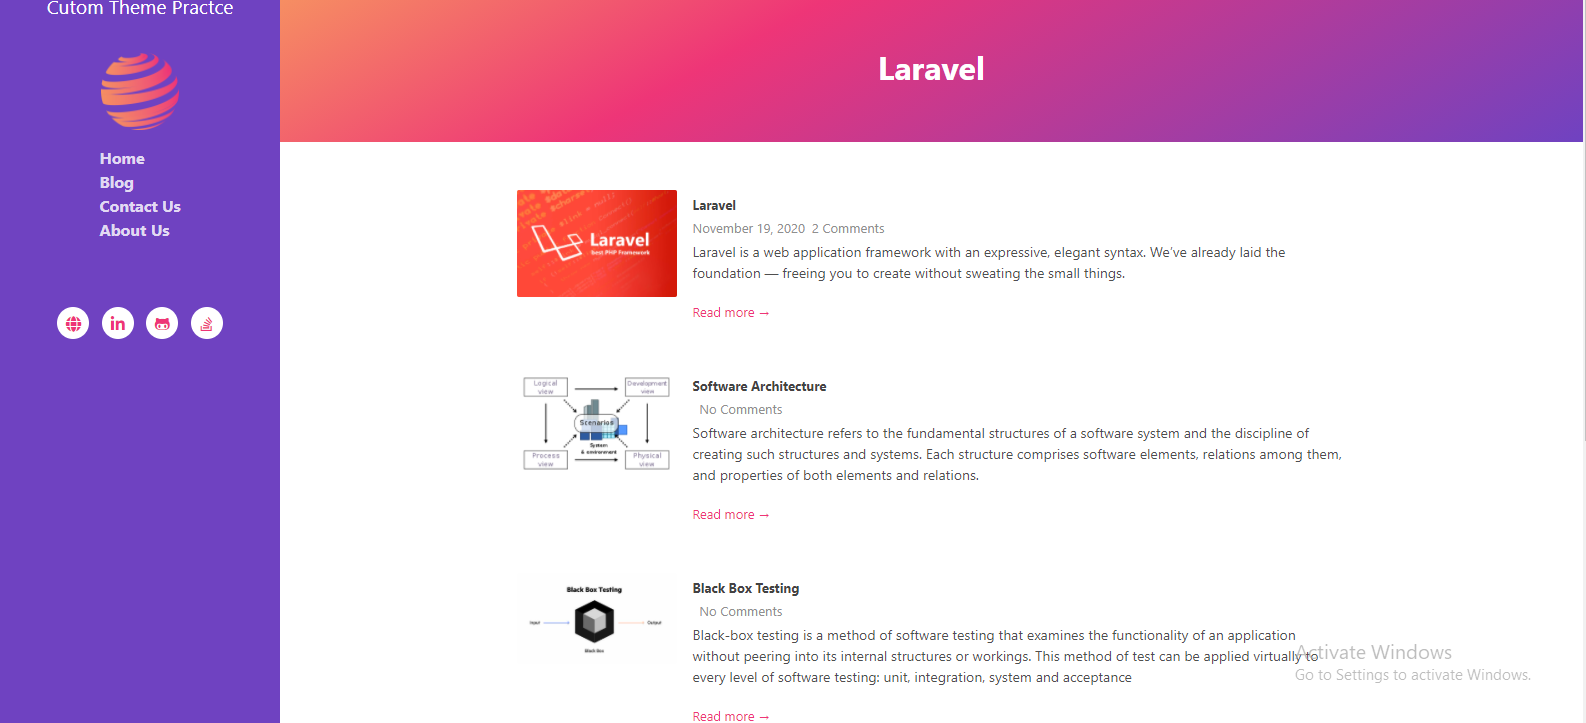 Cutom Theme Practce
Home
Blog
Contact Us
About Us
Laravel
Laravel
Best PHP Framework
Laravel
November 19, 2020 2 Comments
Laravel is a web application framework with an expressive, elegant syntax. We've already laid the
foundation — freeing you to create without sweating the small things.
Read more →
Logical
view
Development
view
Scenarios
System
& environment
Process
view
Physical
view
Software Architecture
No Comments
Software architecture refers to the fundamental structures of a software system and the discipline of
creating such structures and systems. Each structure comprises software elements, relations among them,
and properties of both elements and relations.
Read more →
Black Box Testing
Input
Output
Black Box
Black Box Testing
No Comments
Black-box testing is a method of software testing that examines the functionality of an application
without peering into its internal structures or workings. This method of test can be applied virtually to
every level of software testing: unit, integration, system and acceptance
Read more →
Activate Windows
Go to Settings to activate Windows.